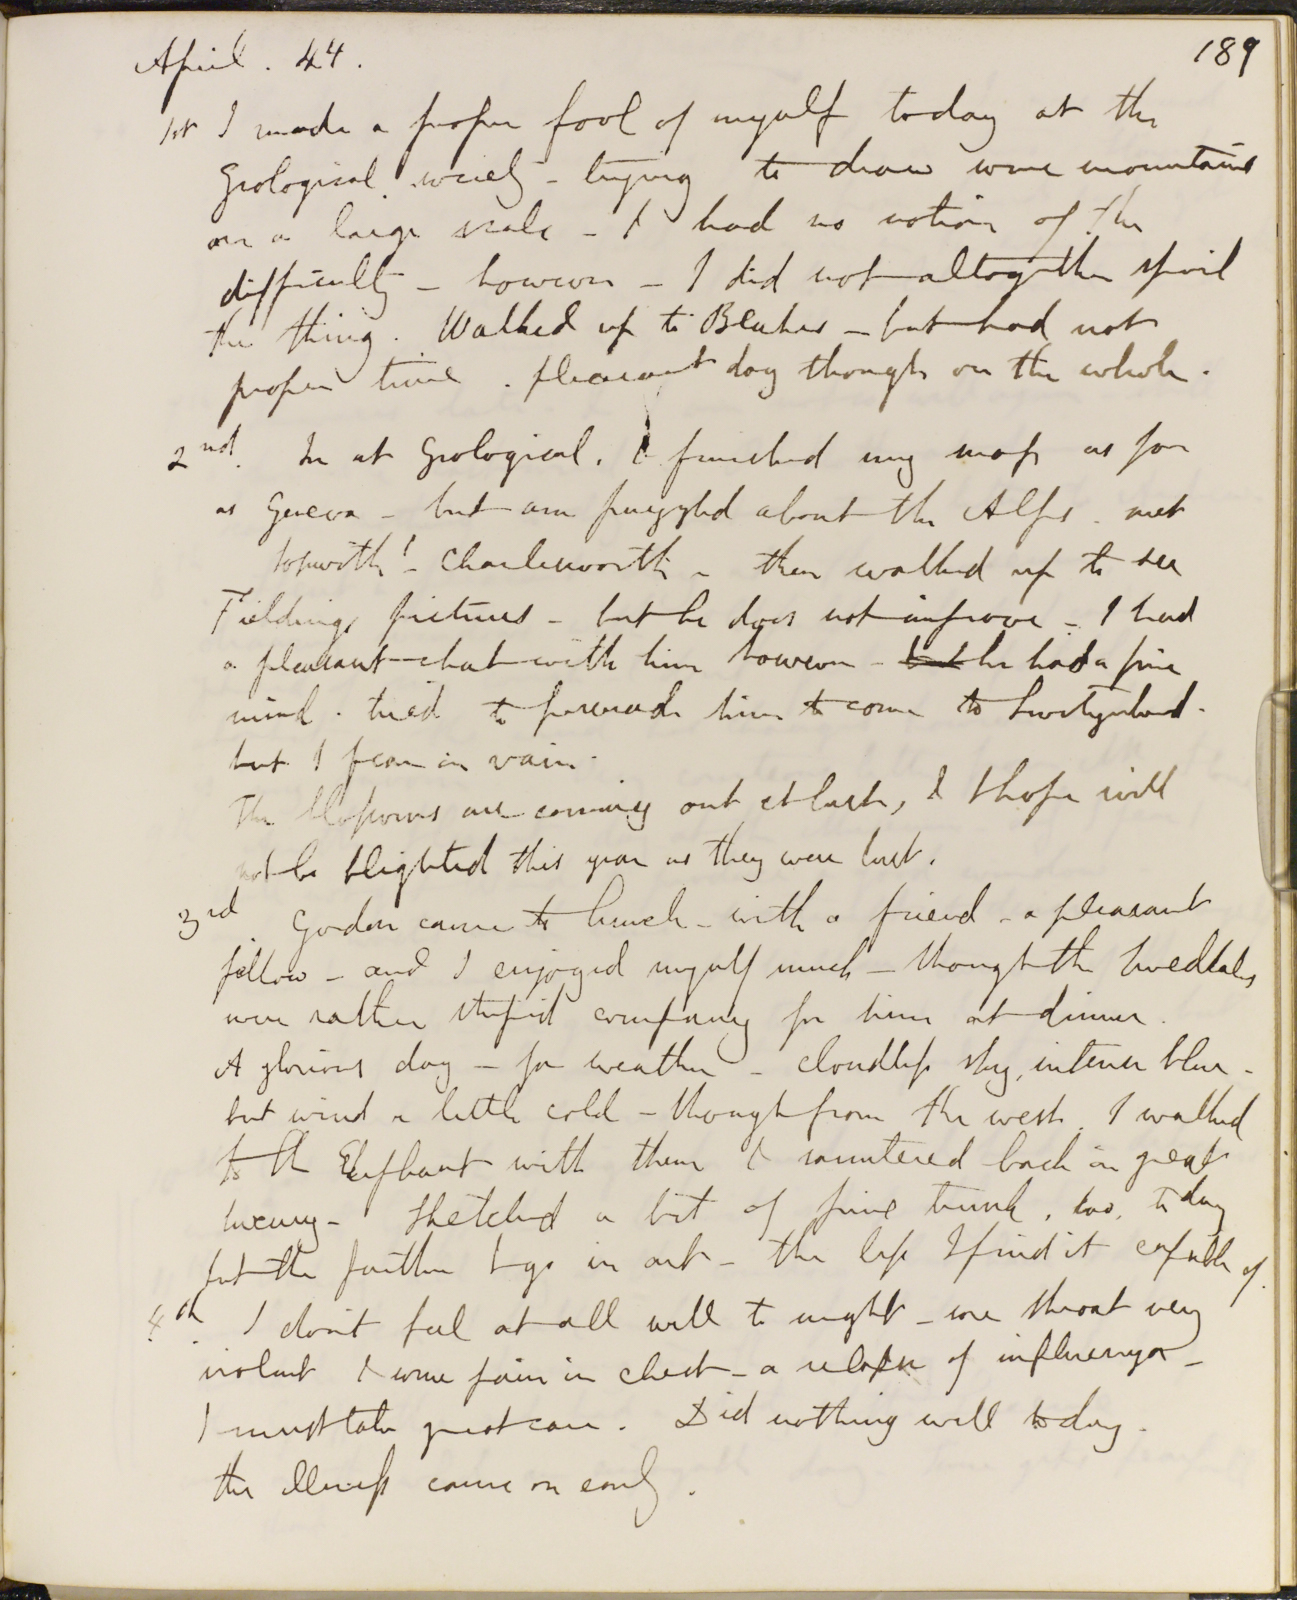 April. 44.
189
1st I made a proper fool of myself today at the
Geological society - trying to draw some mountains
on a large scale - I had no notion of the
difficulty - however - I did not altogether spoil
the thing. Walked up to Blakes - but had not
proper time. pleasant day though on the whole.
2nd. In at Geological. & finished my map as far
as Geneva - but am puzzled about the Alps. met
Sopwith! - Charlesworth - then walked up to see
Fieldings pictures - but he does not improve - I had
a pleasant chat with him however - but he had a fine
mind. tried to persuade him to come to Switzerland.
but I fear in vain.
The blossoms are coming out at last, & I hope will
not be blighted this year as they were last.
3rd. Gordon came to lunch - with a friend - a pleasant
fellow - and I enjoyed myself much - though the Tweddales
were rather stupid company for him at dinner.
A glorious day - for weather - cloudless sky, intense blue -
but wind a little cold - though from the west. I walked
to the Elephant with them & sauntered back in great
luxury - Sketched a bit of pine trunk, too, today
but the farther I go in art - the less I find it capable of.
4th. I don't feel at all well to night - sore throat very
violent & some pain in chest - a relapse of influenza -
I must take great care. Did nothing well today.
the illness came on early.